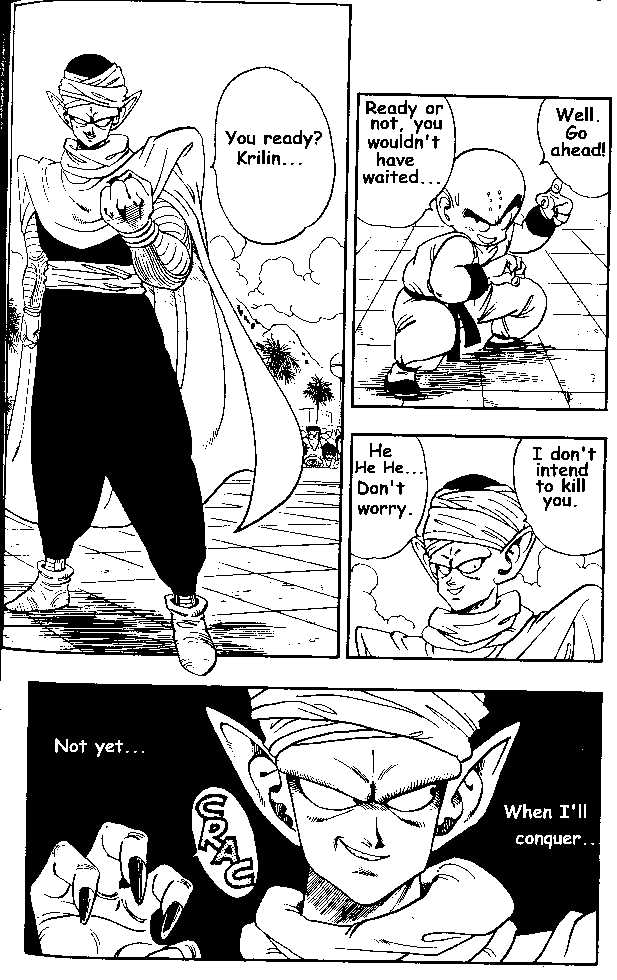 You ready?
Krilin...
Ready or
not, you
wouldn't
have
waited...
Well.
Go
ahead!
He
He He...
Don't
worry.
I don't
intend
to kill
you.
Not yet...
CRAC
When I'll
conquer...